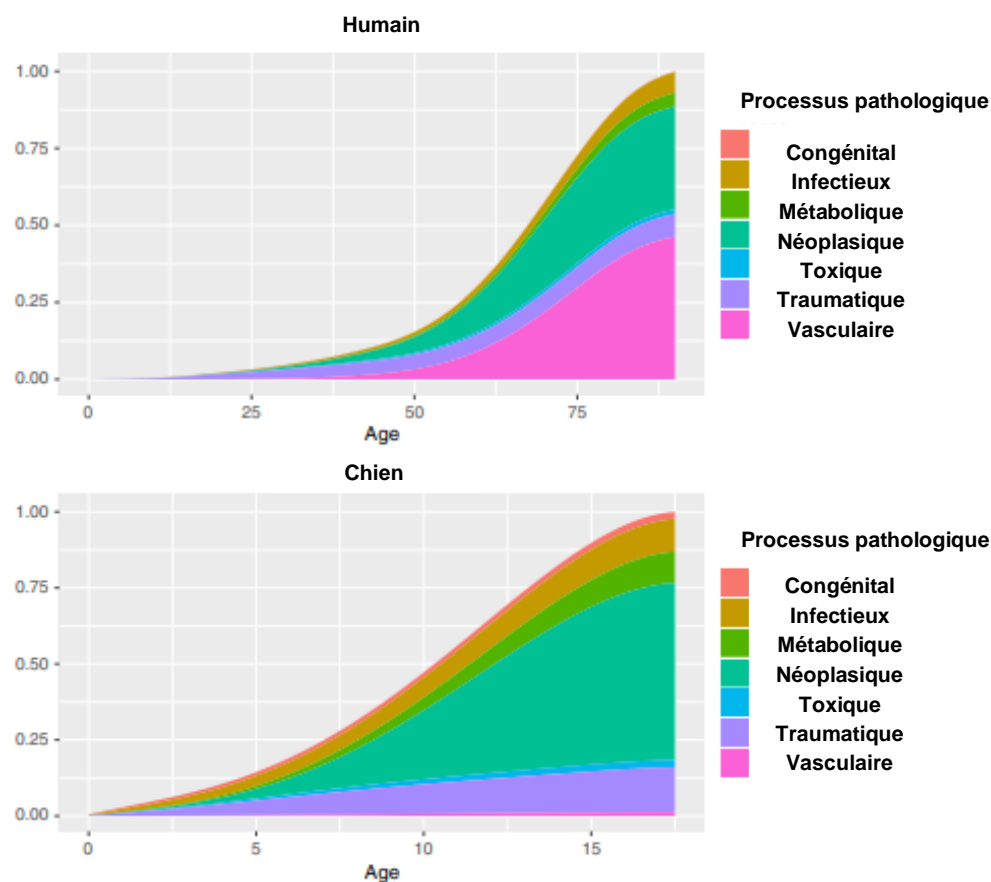 Humain
1.00
0.75
0.50
0.25
0.00
0 25 50 75
Age
Processus pathologique
Congénital
Infectieux
Métabolique
Néoplasique
Toxique
Traumatique
Vasculaire
Chien
1.00
0.75
0.50
0.25
0.00
0 5 10 15
Age
Processus pathologique
Congénital
Infectieux
Métabolique
Néoplasique
Toxique
Traumatique
Vasculaire